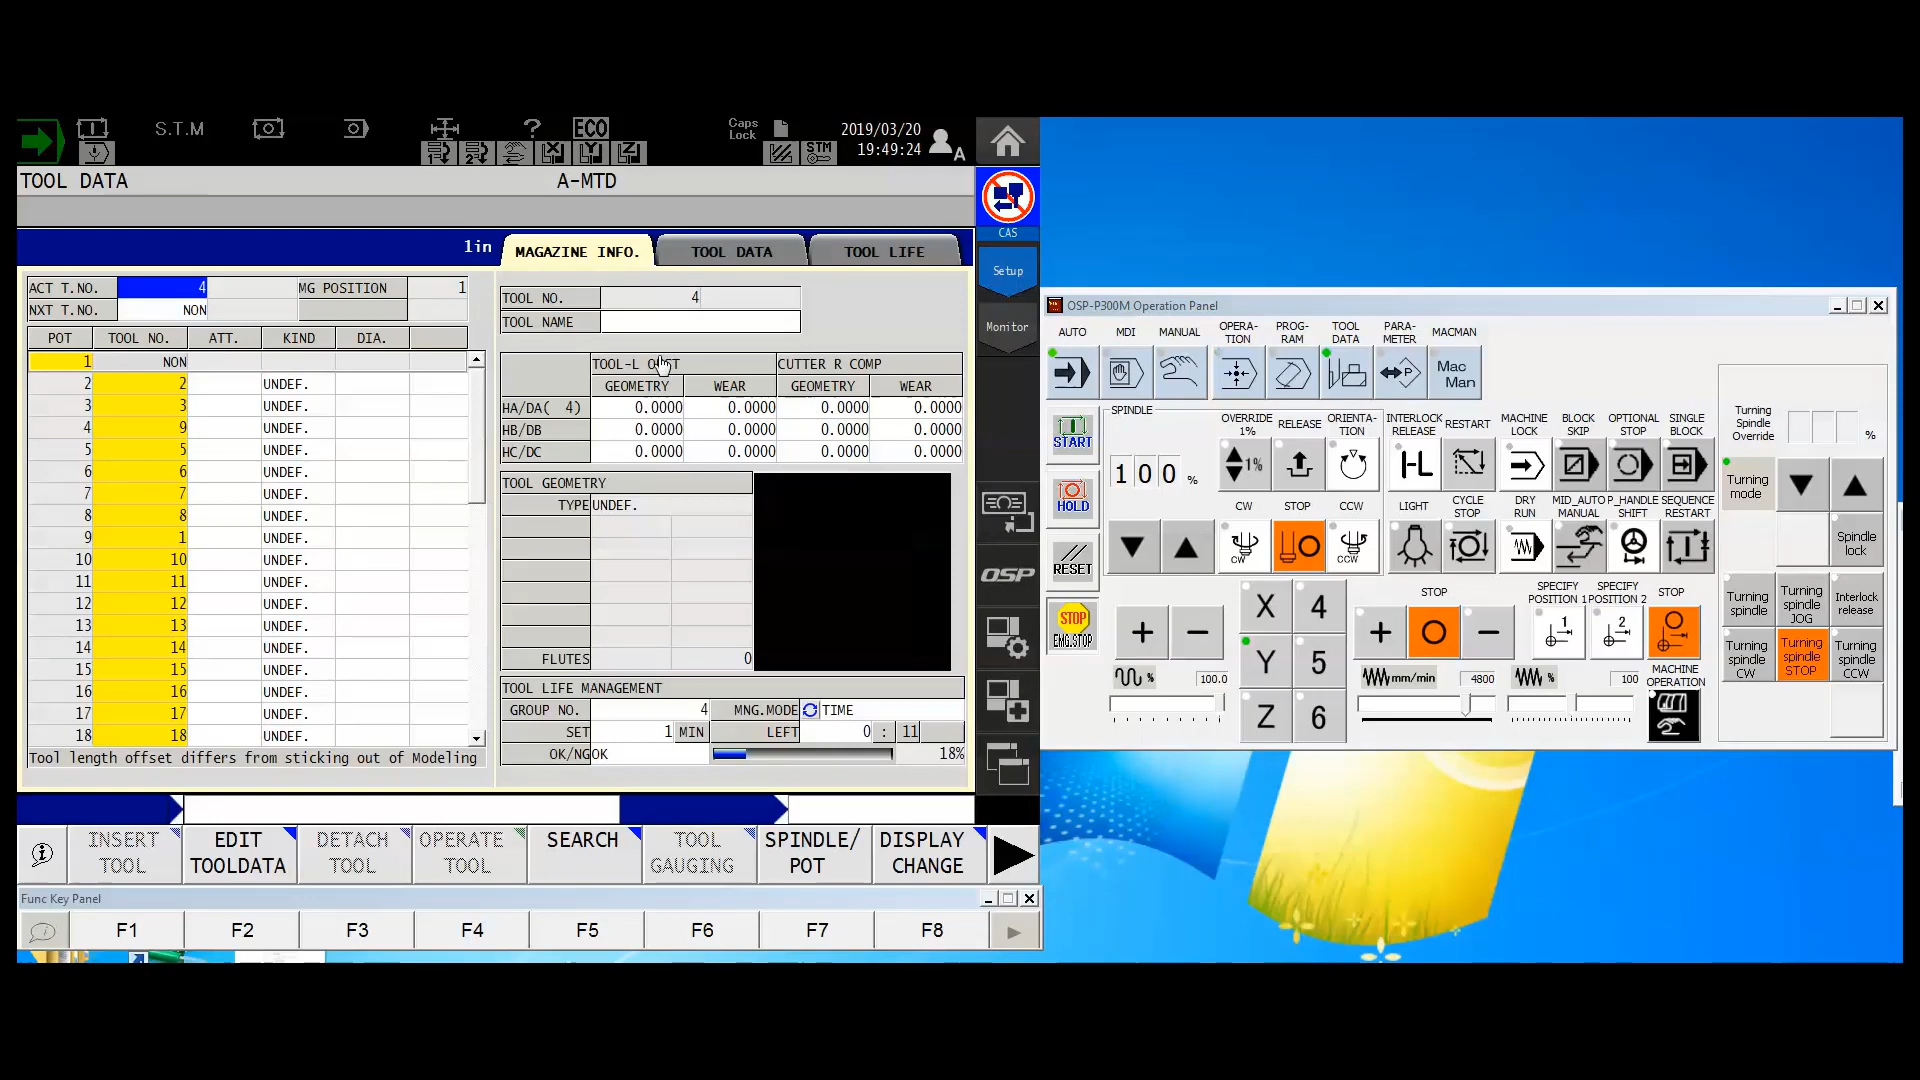 S.T.M
?
ECO
Caps
Lock
2019/03/20
19:49:24
A
STM
TOOL DATA
A-MTD
CAS
1in
MAGAZINE INFO.
TOOL DATA
TOOL LIFE
Setup
Monitor
OSP
ACT T.NO. 4 MG POSITION 1
NXT T.NO. NON
POT TOOL NO. ATT. KIND DIA.
1 NON
2 2 UNDEF.
3 3 UNDEF.
4 9 UNDEF.
5 5 UNDEF.
6 6 UNDEF.
7 7 UNDEF.
8 8 UNDEF.
9 1 UNDEF.
10 10 UNDEF.
11 11 UNDEF.
12 12 UNDEF.
13 13 UNDEF.
14 14 UNDEF.
15 15 UNDEF.
16 16 UNDEF.
17 17 UNDEF.
18 18 UNDEF.
Tool length offset differs from sticking out of Modeling
TOOL NO. 4
TOOL NAME
TOOL-L CUTTER R COMP
GEOMETRY WEAR GEOMETRY WEAR
HA/DA( 4) 0.0000 0.0000 0.0000 0.0000
HB/DB 0.0000 0.0000 0.0000 0.0000
HC/DC 0.0000 0.0000 0.0000 0.0000
TOOL GEOMETRY
TYPE UNDEF.
FLUTES 0
TOOL LIFE MANAGEMENT
GROUP NO. 4 MNG.MODE TIME
SET 1 MIN LEFT 0 : 11
OK/NG OK 18%
INSERT
TOOL
EDIT
TOOLDATA
DETACH
TOOL
OPERATE
TOOL
SEARCH
TOOL
GAUGING
SPINDLE/
POT
DISPLAY
CHANGE
Func Key Panel
F1 F2 F3 F4 F5 F6 F7 F8
OSP-P300M Operation Panel
AUTO
MDI
MANUAL
OPERA-
TION
PROG-
RAM
TOOL
DATA
PARA-
METER
MACMAN
Mac
Man
START
HOLD
RESET
STOP
EMG.STOP
SPINDLE
100 %
OVERRIDE
1%
1%
RELEASE
ORIENTA-
TION
CW
STOP
CCW
CW
CCW
INTERLOCK
RELEASE
RESTART
MACHINE
LOCK
BLOCK
SKIP
OPTIONAL
STOP
SINGLE
BLOCK
LIGHT
CYCLE
STOP
DRY
RUN
MID_AUTO
MANUAL
P_HANDLE
SHIFT
SEQUENCE
RESTART
X 4
Y 5
Z 6
+ −
% 100.0
STOP
+ −
mm/min 4800
SPECIFY
POSITION 1
SPECIFY
POSITION 2
STOP
1
2
% 100
MACHINE
OPERATION
Turning
Spindle
Override
%
Turning
mode
Spindle
lock
Turning
spindle
Turning
spindle
JOG
Interlock
release
Turning
spindle
CW
Turning
spindle
STOP
Turning
spindle
CCW